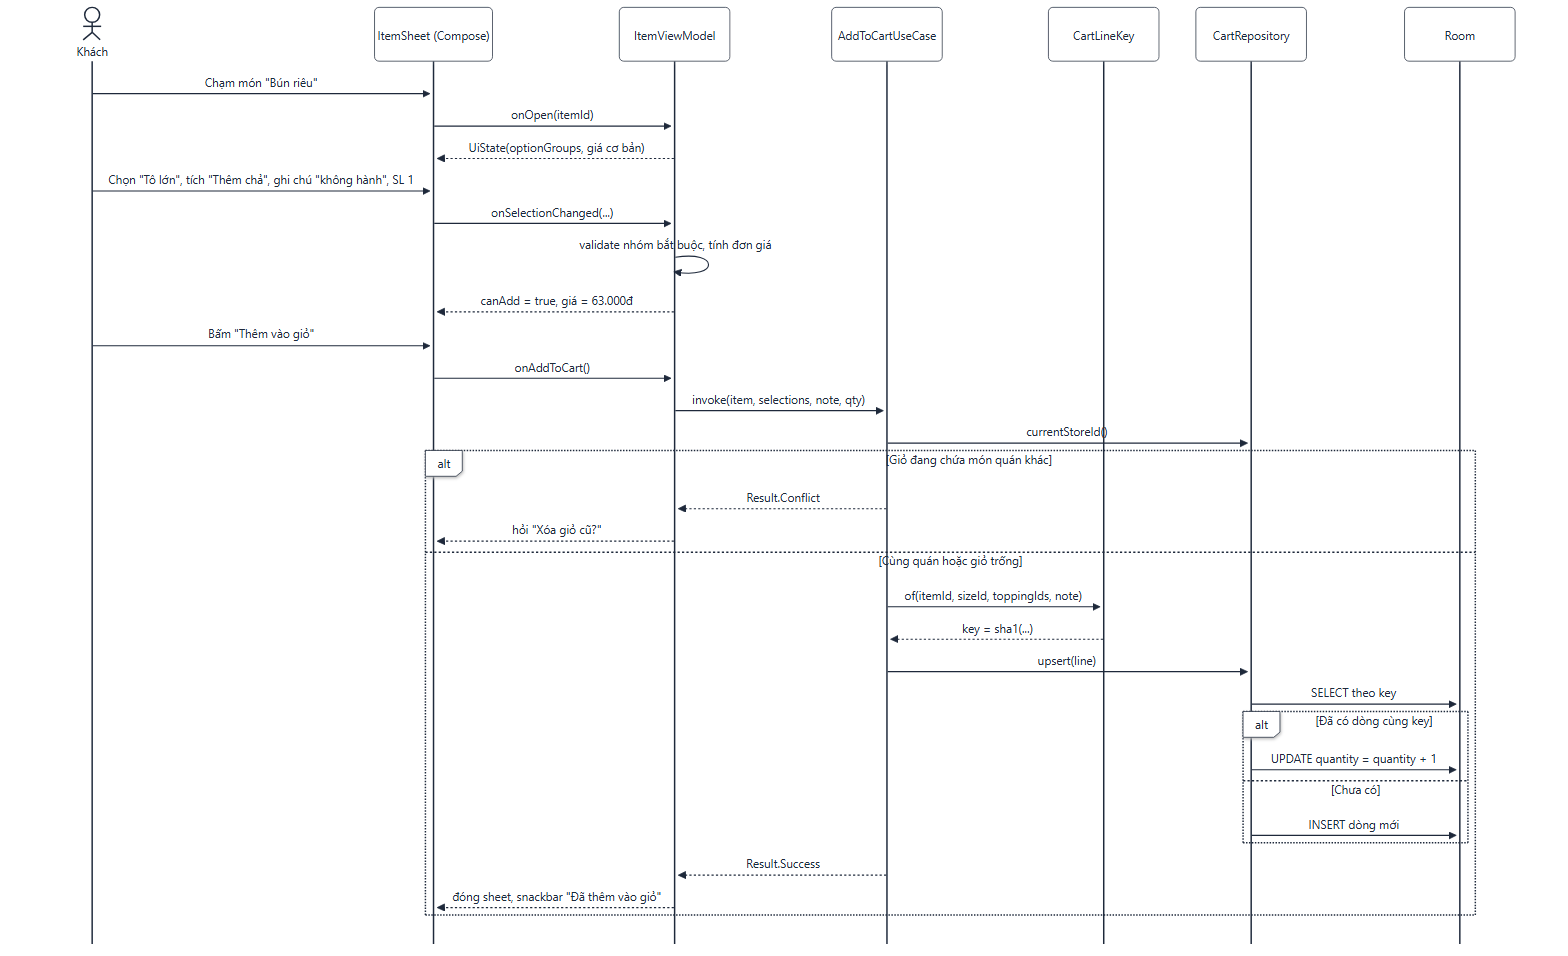 Khách
ItemSheet (Compose)
ItemViewModel
AddToCartUseCase
CartLineKey
CartRepository
Room
Chạm món "Bún riêu"
onOpen(itemId)
UiState(optionGroups, giá cơ bản)
Chọn "Tô lớn", tích "Thêm chả", ghi chú "không hành", SL 1
onSelectionChanged(...)
validate nhóm bắt buộc, tính đơn giá
canAdd = true, giá = 63.000đ
Bấm "Thêm vào giỏ"
onAddToCart()
invoke(item, selections, note, qty)
currentStoreId()
alt
[Giỏ đang chứa món quán khác]
Result.Conflict
hỏi "Xóa giỏ cũ?"
[Cùng quán hoặc giỏ trống]
of(itemId, sizeId, toppingIds, note)
key = sha1(...)
upsert(line)
SELECT theo key
alt
[Đã có dòng cùng key]
UPDATE quantity = quantity + 1
[Chưa có]
INSERT dòng mới
Result.Success
đóng sheet, snackbar "Đã thêm vào giỏ"